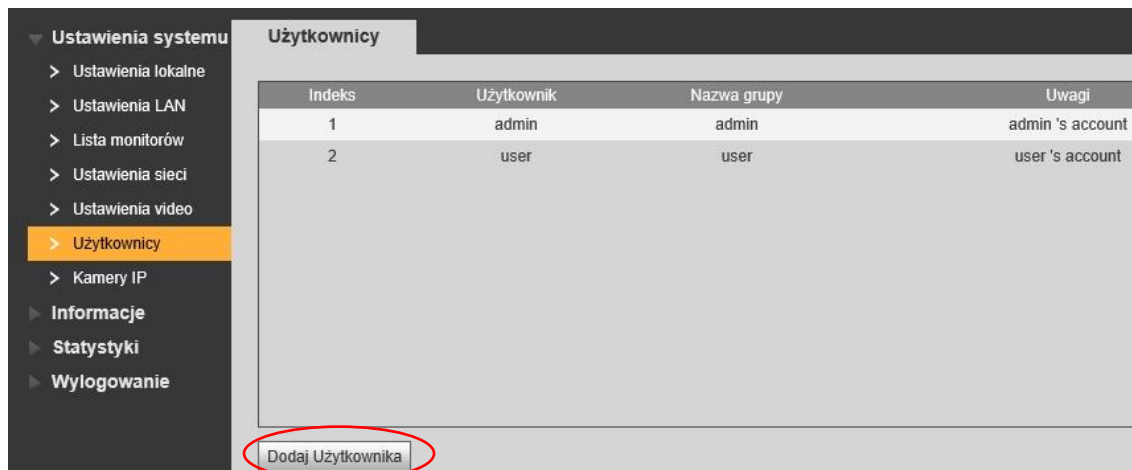 Ustawienia systemu
Ustawienia lokalne
Ustawienia LAN
Lista monitorów
Ustawienia sieci
Ustawienia video
Użytkownicy
Kamery IP
Informacje
Statystyki
Wylogowanie
Użytkownicy
Indeks Użytkownik Nazwa grupy Uwagi
1 admin admin admin 's account
2 user user user 's account
Dodaj Użytkownika